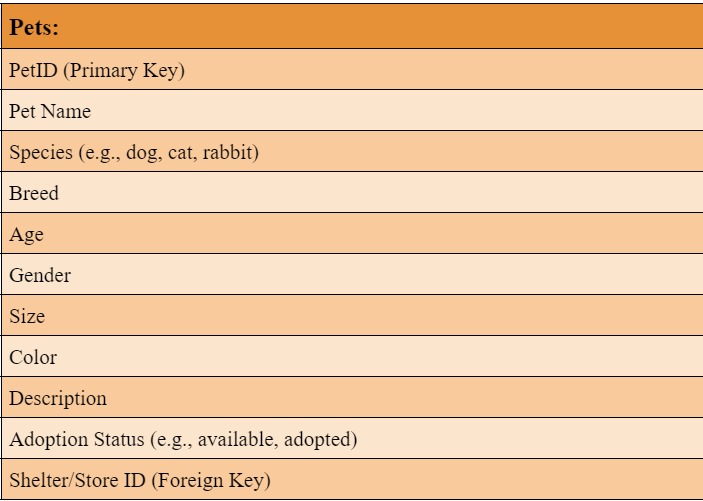 Pets:
PetID (Primary Key)
Pet Name
Species (e.g., dog, cat, rabbit)
Breed
Age
Gender
Size
Color
Description
Adoption Status (e.g., available, adopted)
Shelter/Store ID (Foreign Key)